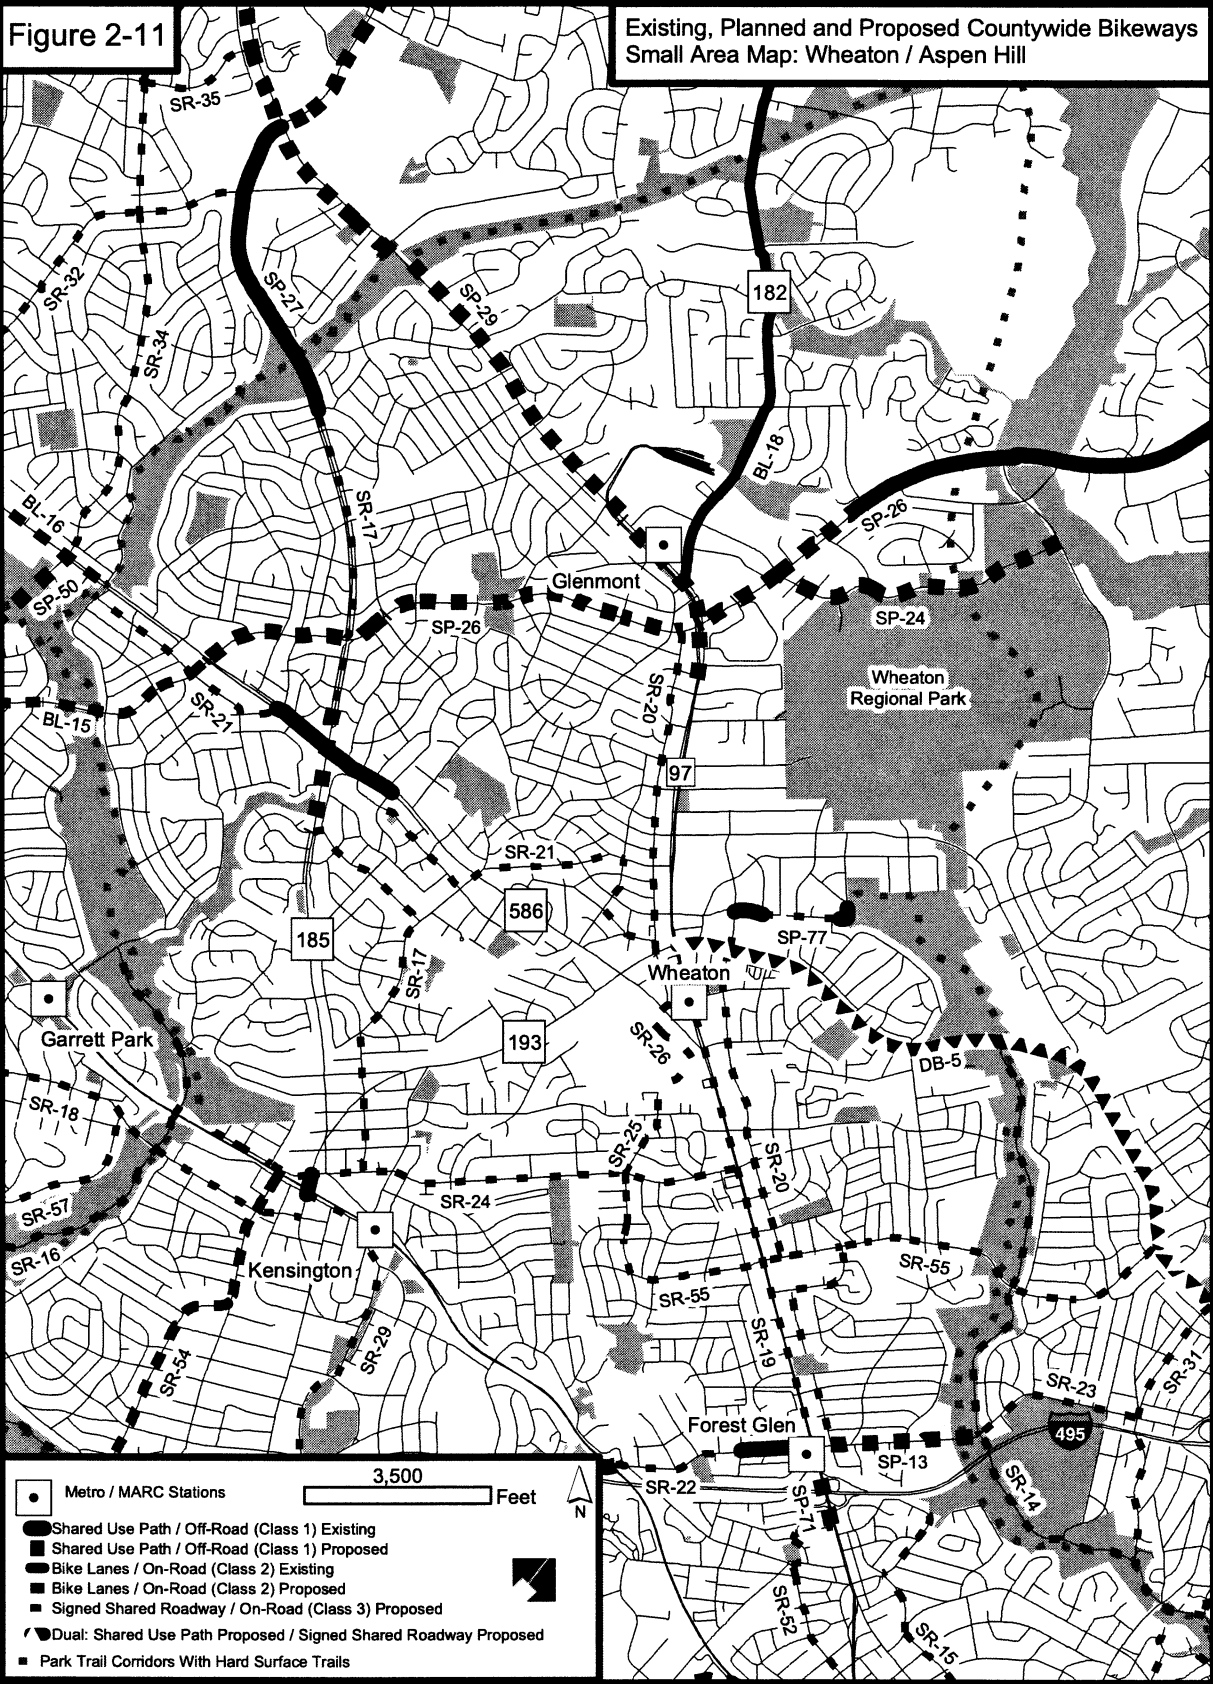 Figure 2-11
Existing, Planned and Proposed Countywide Bikeways
Small Area Map: Wheaton / Aspen Hill
SR-35
SR-32
SP-27
SP-29
182
SR-34
BL-18
BL-16
SR-17
SP-26
SP-50
Glenmont
SP-26
SP-24
Wheaton
Regional Park
SR-20
SR-21
BL-15
97
SR-21
586
185
SP-77
SR-17
Wheaton
Garrett Park
193
SR-26
DB-5
SR-18
SR-25
SR-20
SR-57
SR-24
SR-16
Kensington
SR-55
SR-55
SR-19
SR-29
SR-54
SR-31
SR-23
Forest Glen
495
SP-13
SR-22
SR-14
SP-71
SR-52
SR-15
Metro / MARC Stations
3,500
Feet
N
Shared Use Path / Off-Road (Class 1) Existing
Shared Use Path / Off-Road (Class 1) Proposed
Bike Lanes / On-Road (Class 2) Existing
Bike Lanes / On-Road (Class 2) Proposed
Signed Shared Roadway / On-Road (Class 3) Proposed
Dual: Shared Use Path Proposed / Signed Shared Roadway Proposed
Park Trail Corridors With Hard Surface Trails